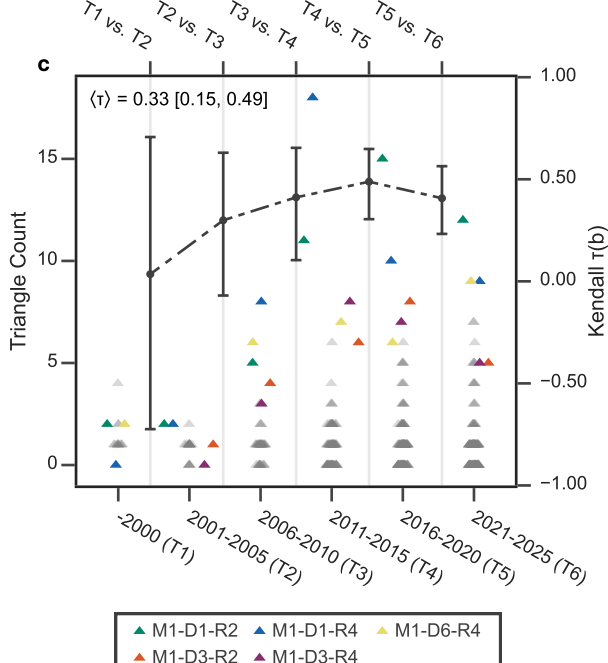 T1 vs. T2
T2 vs. T3
T3 vs. T4
T4 vs. T5
T5 vs. T6
c
⟨τ⟩ = 0.33 [0.15, 0.49]
Triangle Count
15
10
5
0
1.00
0.50
0.00
−0.50
−1.00
Kendall τ(b)
-2000 (T1)
2001-2005 (T2)
2006-2010 (T3)
2011-2015 (T4)
2016-2020 (T5)
2021-2025 (T6)
M1-D1-R2 M1-D1-R4 M1-D6-R4
M1-D3-R2 M1-D3-R4